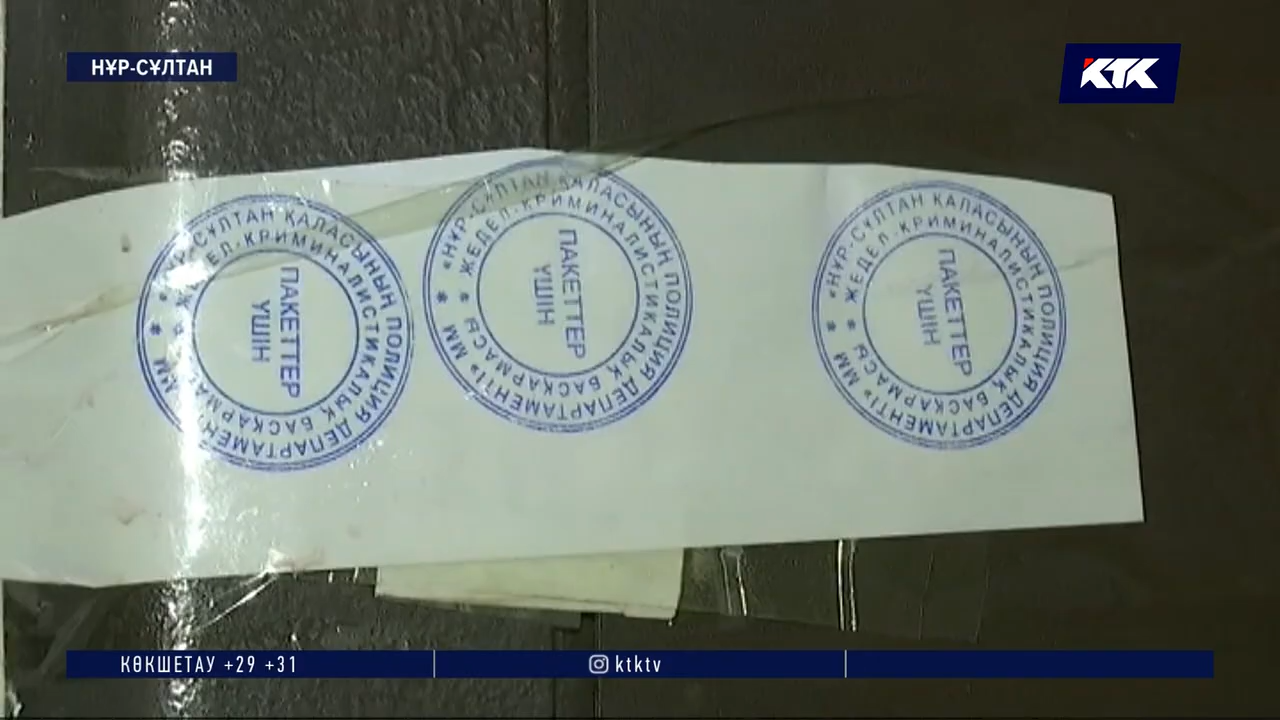 НҰР-СҰЛТАН
КТК
«НҰР-СҰЛТАН ҚАЛАСЫНЫҢ ПОЛИЦИЯ ДЕПАРТАМЕНТІ» ММ
ЖЕДЕЛ-КРИМИНАЛИСТИКАЛЫҚ БАСҚАРМАСЫ
ПАКЕТТЕР
ҮШІН
«НҰР-СҰЛТАН ҚАЛАСЫНЫҢ ПОЛИЦИЯ ДЕПАРТАМЕНТІ» ММ
ЖЕДЕЛ-КРИМИНАЛИСТИКАЛЫҚ БАСҚАРМАСЫ
ПАКЕТТЕР
ҮШІН
«НҰР-СҰЛТАН ҚАЛАСЫНЫҢ ПОЛИЦИЯ ДЕПАРТАМЕНТІ» ММ
ЖЕДЕЛ-КРИМИНАЛИСТИКАЛЫҚ БАСҚАРМАСЫ
ПАКЕТТЕР
ҮШІН
КӨКШЕТАУ +29 +31
ktktv